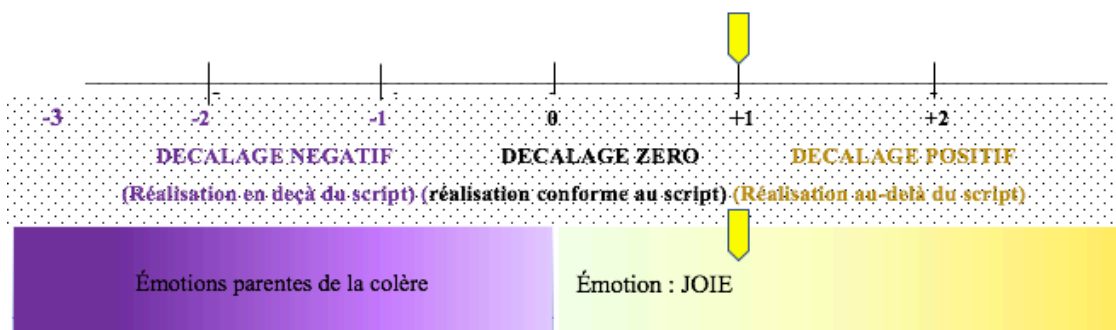 -3 -2 -1 0 +1 +2
DECALAGE NEGATIF DECALAGE ZERO DECALAGE POSITIF
(Réalisation en deçà du script) (réalisation conforme au script) (Réalisation au-delà du script)
Émotions parentes de la colère Émotion : JOIE